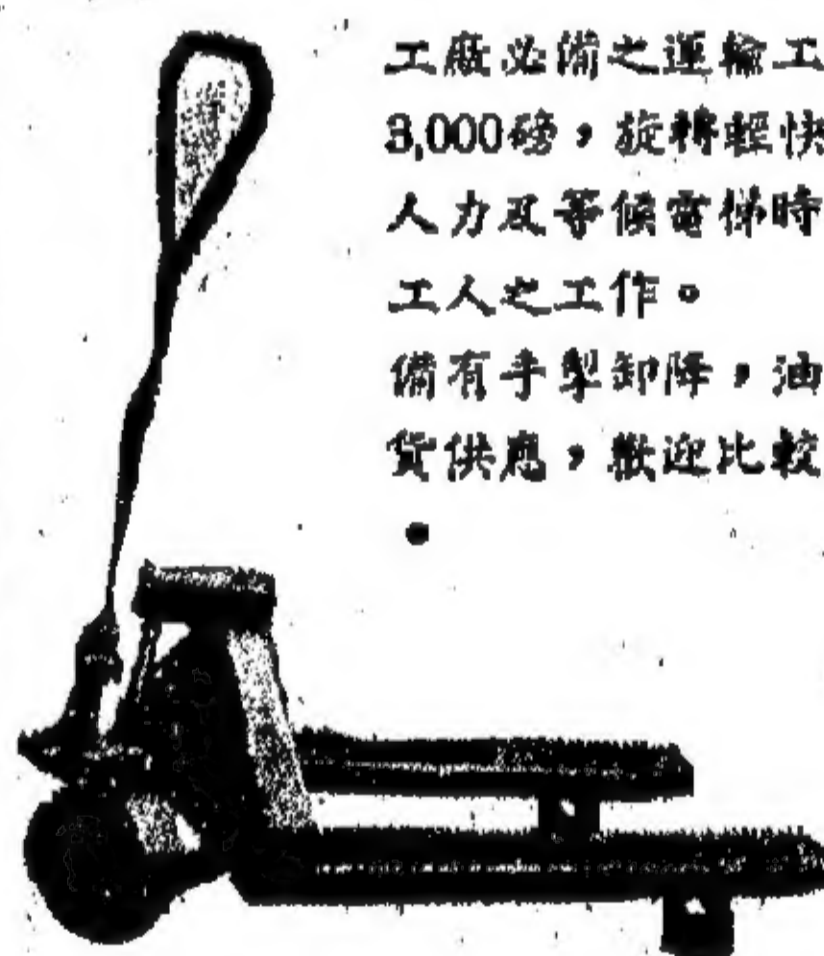 工廠必備之運輸工
3,000磅，旋轉輕快
人力及等候電梯時
工人之工作。
備有手掣卸降，油
貨供應，歡迎比較
。